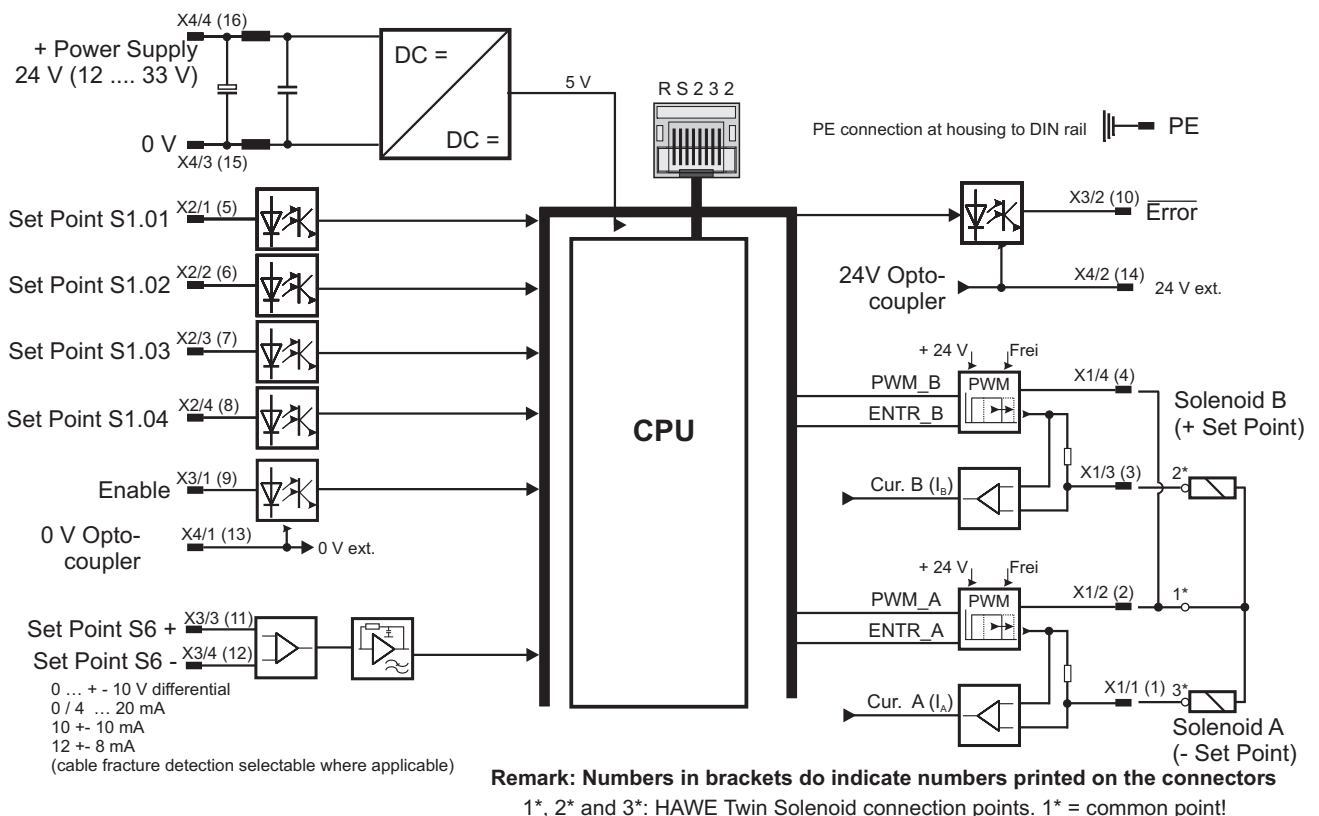 X4/4 (16)
+ Power Supply
24 V (12 .... 33 V)
0 V
X4/3 (15)
DC =
DC =
5 V
R S 2 3 2
PE connection at housing to DIN rail
PE
Set Point S1.01
X2/1 (5)
Set Point S1.02
X2/2 (6)
Set Point S1.03
X2/3 (7)
Set Point S1.04
X2/4 (8)
Enable
X3/1 (9)
0 V Opto-
coupler
X4/1 (13)
0 V ext.
Set Point S6 +
X3/3 (11)
Set Point S6 -
X3/4 (12)
0 ... + - 10 V differential
0 / 4 ... 20 mA
10 +- 10 mA
12 +- 8 mA
(cable fracture detection selectable where applicable)
CPU
X3/2 (10)
Error
24V Opto-
coupler
X4/2 (14)
24 V ext.
+ 24 V
Frei
PWM_B
PWM
X1/4 (4)
ENTR_B
Solenoid B
(+ Set Point)
Cur. B (I_B)
X1/3 (3)
2*
+ 24 V
Frei
PWM_A
PWM
X1/2 (2)
1*
ENTR_A
Cur. A (I_A)
X1/1 (1)
3*
Solenoid A
(- Set Point)
Remark: Numbers in brackets do indicate numbers printed on the connectors
1*, 2* and 3*: HAWE Twin Solenoid connection points. 1* = common point!